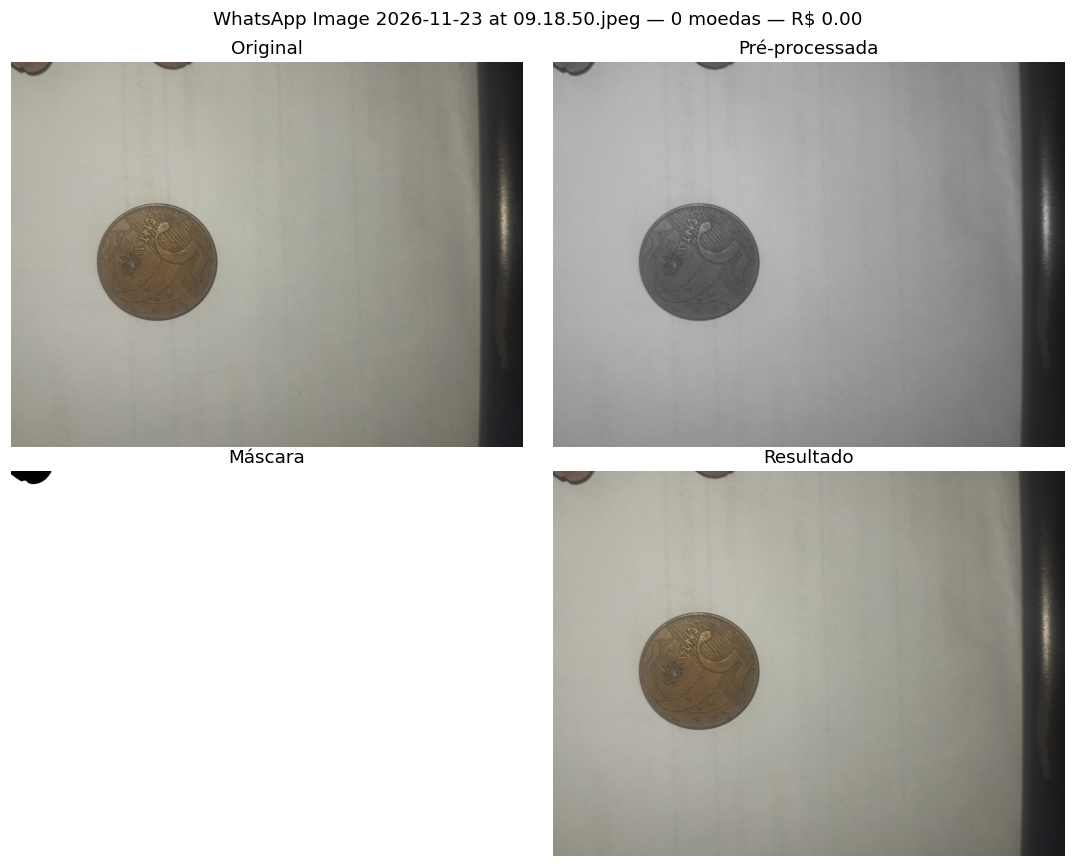 WhatsApp Image 2026-11-23 at 09.18.50.jpeg — 0 moedas — R$ 0.00
Original
Pré-processada
Máscara
Resultado